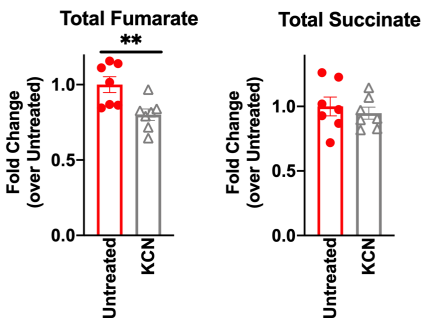 Total Fumarate
**
Fold Change
(over Untreated)
1.0
0.5
0.0
Untreated
KCN
Total Succinate
Fold Change
(over Untreated)
1.0
0.5
0.0
Untreated
KCN